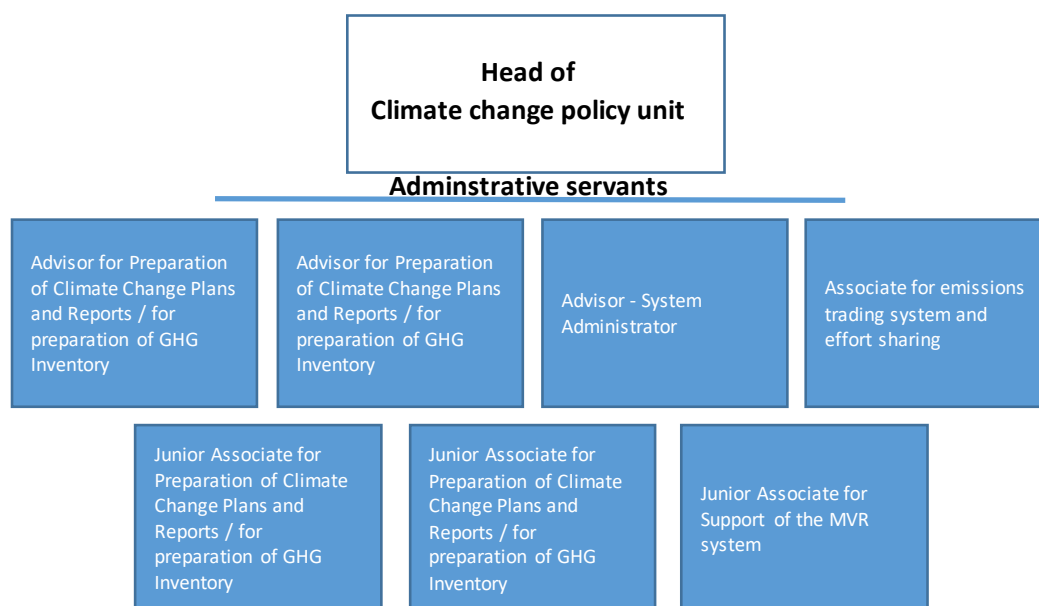 Head of
Climate change policy unit
Adminstrative servants
Advisor for Preparation
of Climate Change Plans
and Reports / for
preparation of GHG
Inventory
Advisor for Preparation
of Climate Change Plans
and Reports / for
preparation of GHG
Inventory
Advisor - System
Administrator
Associate for emissions
trading system and
effort sharing
Junior Associate for
Preparation of Climate
Change Plans and
Reports / for
preparation of GHG
Inventory
Junior Associate for
Preparation of Climate
Change Plans and
Reports / for
preparation of GHG
Inventory
Junior Associate for
Support of the MVR
system